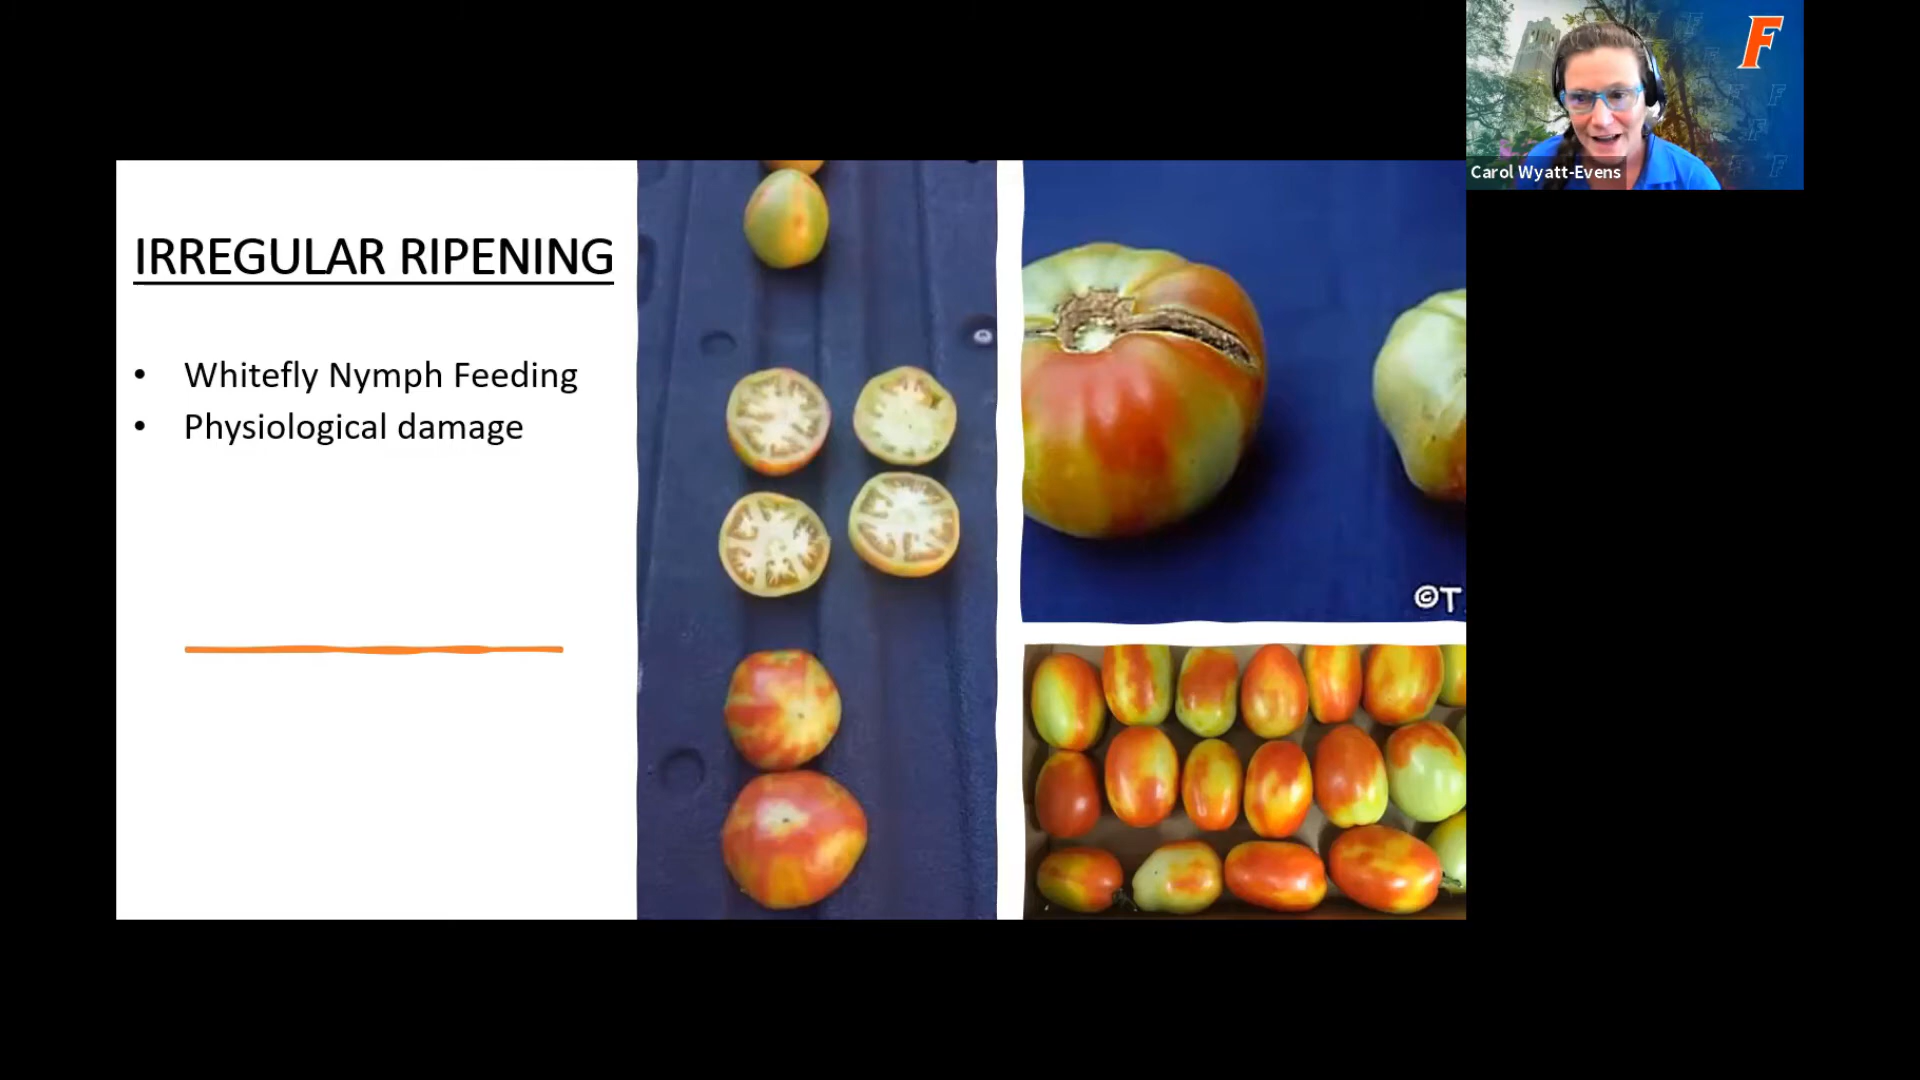 IRREGULAR RIPENING
• Whitefly Nymph Feeding
• Physiological damage
©T.
F
Carol Wyatt-Evens